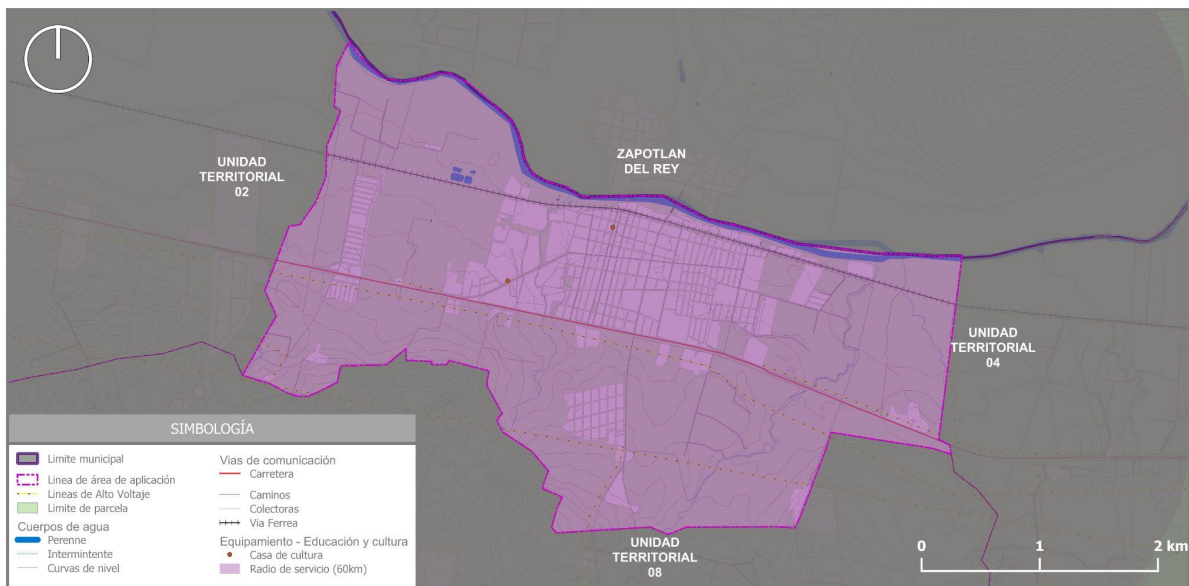 ZAPOTLAN
DEL REY
UNIDAD
TERRITORIAL
02
UNIDAD
TERRITORIAL
04
UNIDAD
TERRITORIAL
08
SIMBOLOGÍA
Limite municipal
Linea de área de aplicación
Lineas de Alto Voltaje
Limite de parcela
Cuerpos de agua
Perenne
Intermintente
Curvas de nivel
Vias de comunicación
Carretera
Caminos
Colectoras
Via Ferrea
Equipamiento - Educación y cultura
Casa de cultura
Radio de servicio (60km)
0 1 2 km